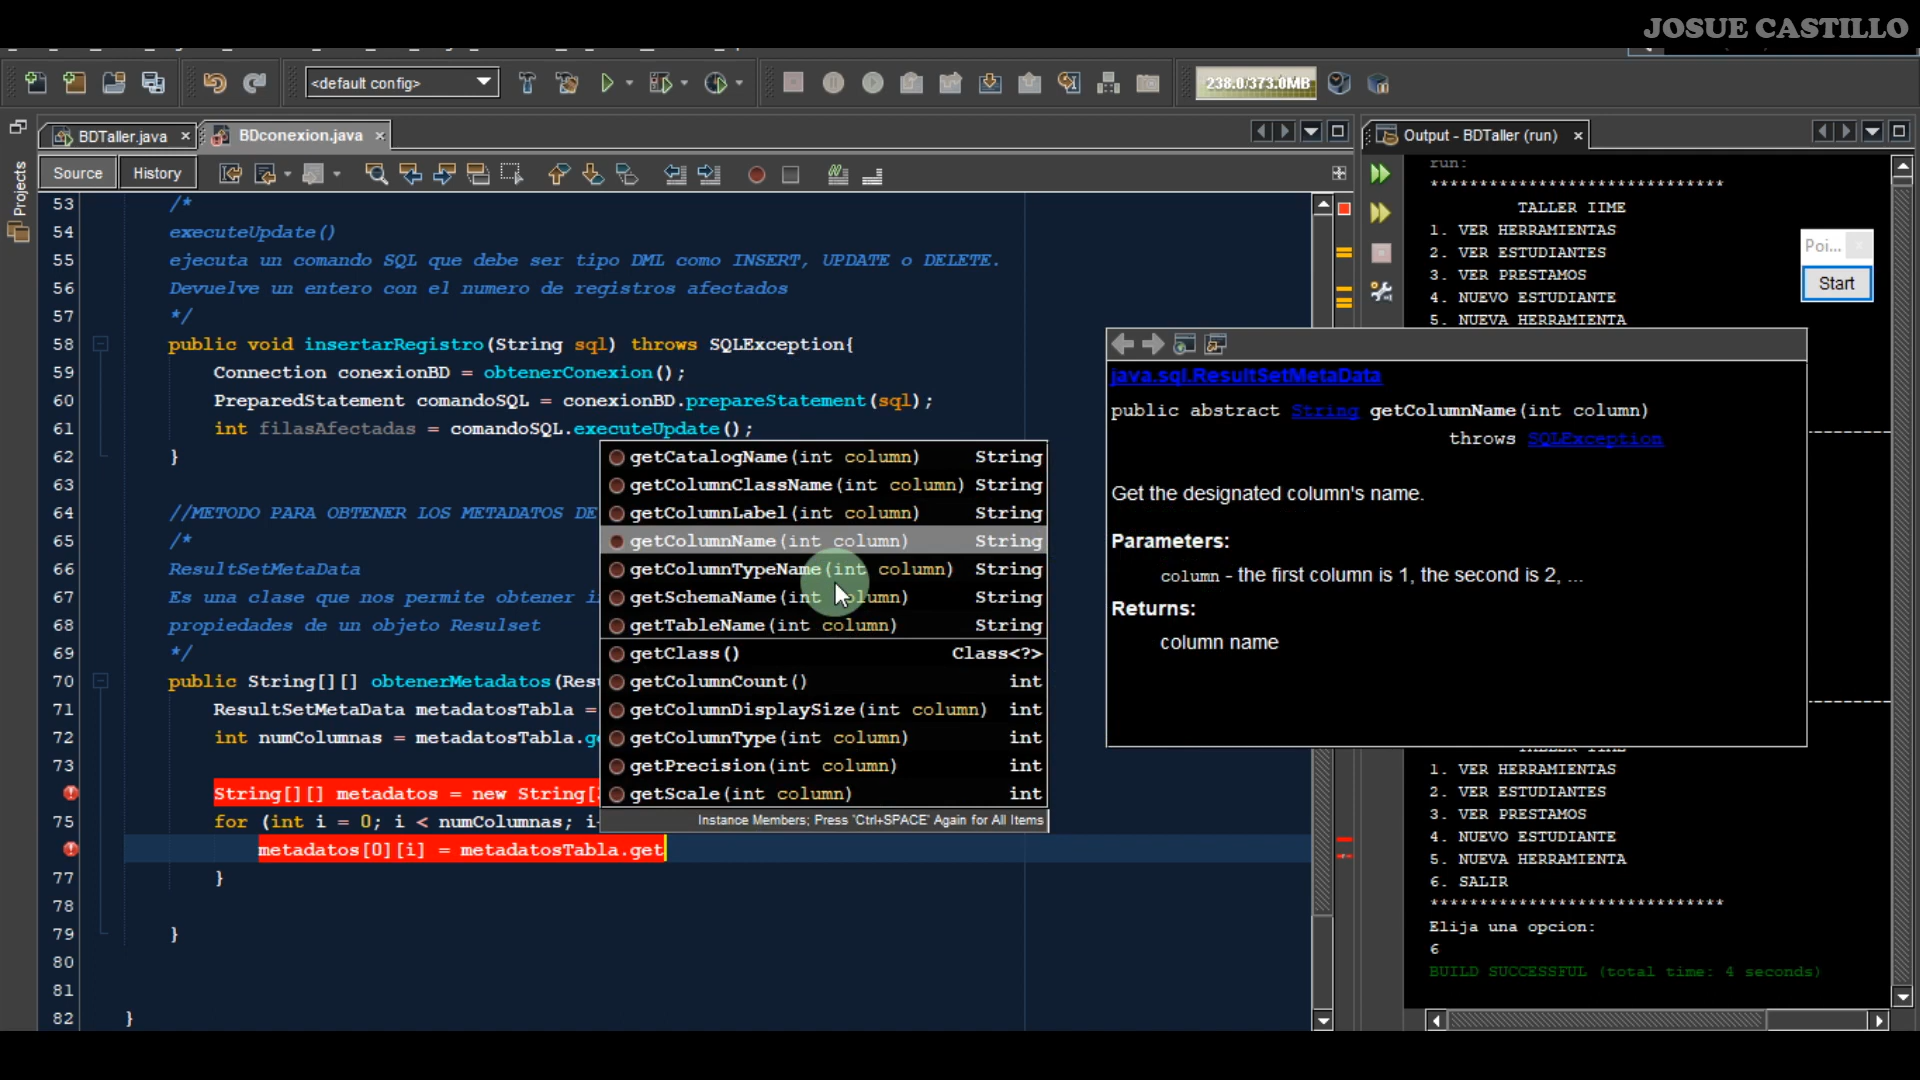 JOSUE CASTILLO
<default config>
238.0/373.0MB
BDTaller.java
BDconexion.java
Output - BDTaller (run)
Source
History
Projects
53 /*
54 executeUpdate()
55 ejecuta un comando SQL que debe ser tipo DML como INSERT, UPDATE o DELETE.
56 Devuelve un entero con el numero de registros afectados
57 */
58 public void insertarRegistro(String sql) throws SQLException{
59 Connection conexionBD = obtenerConexion();
60 PreparedStatement comandoSQL = conexionBD.prepareStatement(sql);
61 int filasAfectadas = comandoSQL.executeUpdate();
62 }
63
64 //METODO PARA OBTENER LOS METADATOS DE
65 /*
66 ResultSetMetaData
67 Es una clase que nos permite obtener
68 propiedades de un objeto Resulset
69 */
70 public String[][] obtenerMetadatos(Res
71 ResultSetMetaData metadatosTabla =
72 int numColumnas = metadatosTabla.ge
73
String[][] metadatos = new String[
75 for (int i = 0; i < numColumnas; i
metadatos[0][i] = metadatosTabla.get
77 }
78
79 }
80
81
82 }
getCatalogName(int column) String
getColumnClassName(int column) String
getColumnLabel(int column) String
getColumnName(int column) String
getColumnTypeName(int column) String
getSchemaName(int column) String
getTableName(int column) String
getClass() Class<?>
getColumnCount() int
getColumnDisplaySize(int column) int
getColumnType(int column) int
getPrecision(int column) int
getScale(int column) int
Instance Members; Press 'Ctrl+SPACE' Again for All Items
java.sql.ResultSetMetaData
public abstract String getColumnName(int column)
throws SQLException
Get the designated column's name.
Parameters:
column - the first column is 1, the second is 2, ...
Returns:
column name
run:
******************************
TALLER IIME
1. VER HERRAMIENTAS
2. VER ESTUDIANTES
3. VER PRESTAMOS
4. NUEVO ESTUDIANTE
5. NUEVA HERRAMIENTA
Poi...
Start
TALLER IIME
1. VER HERRAMIENTAS
2. VER ESTUDIANTES
3. VER PRESTAMOS
4. NUEVO ESTUDIANTE
5. NUEVA HERRAMIENTA
6. SALIR
******************************
Elija una opcion:
6
BUILD SUCCESSFUL (total time: 4 seconds)